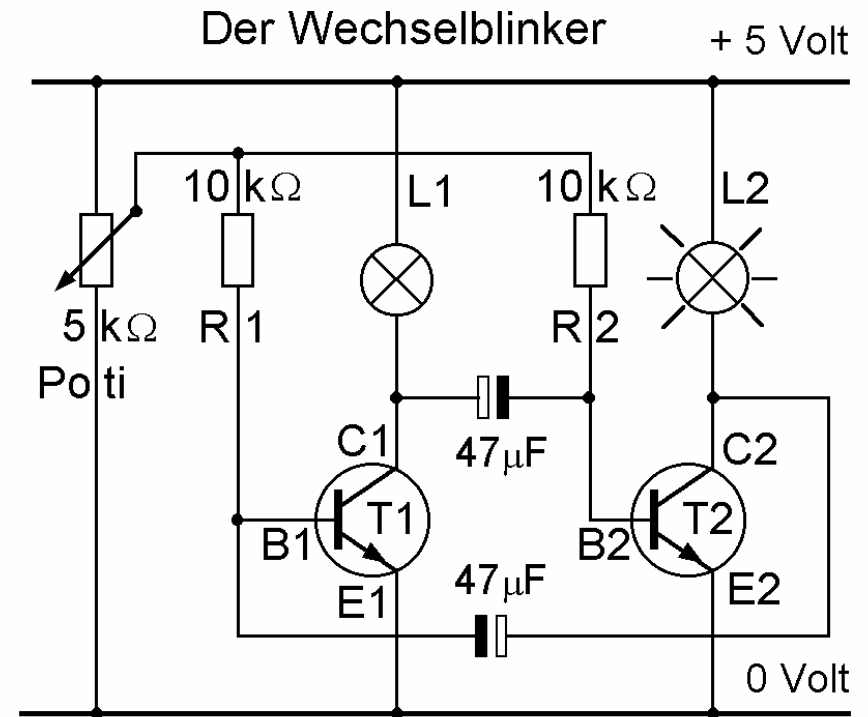 Der Wechselblinker
+ 5 Volt
10 kΩ
L1
10 kΩ
L2
5 kΩ
R 1
R 2
Poti
C1
47µF
C2
T1
T2
B1
B2
E1
47µF
E2
0 Volt